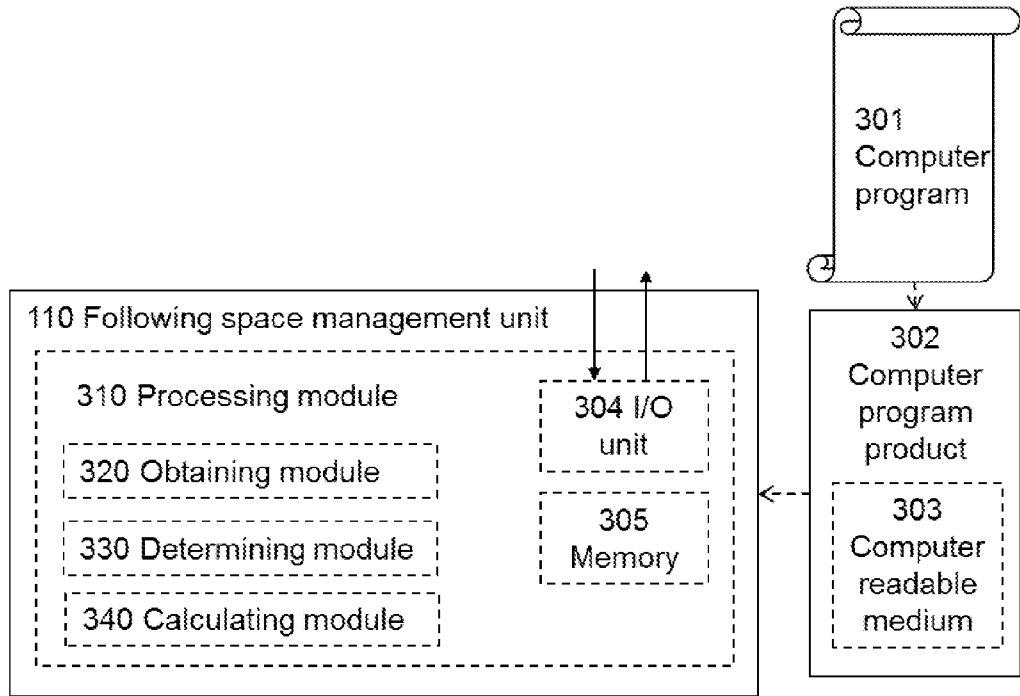 301
Computer
program
110 Following space management unit
310 Processing module
304 I/O
unit
320 Obtaining module
330 Determining module
340 Calculating module
305
Memory
302
Computer
program
product
303
Computer
readable
medium